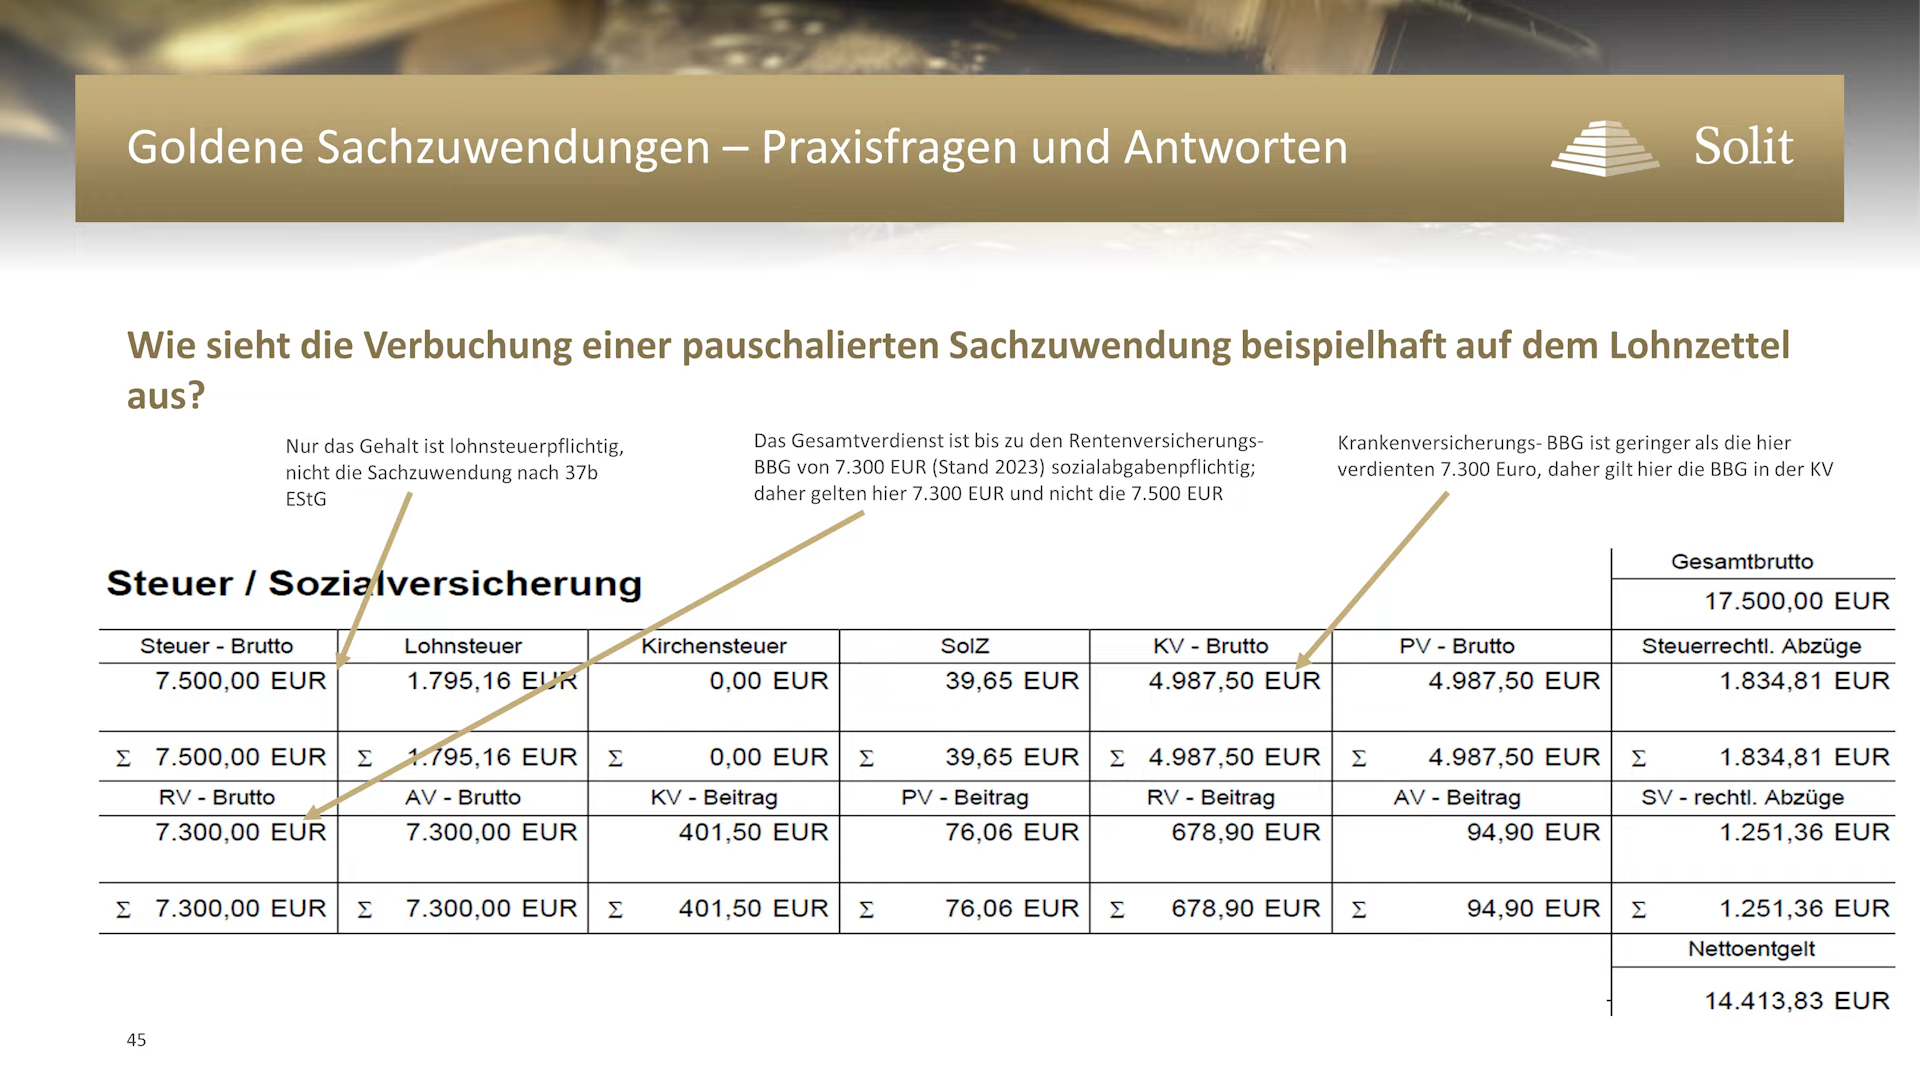 Goldene Sachzuwendungen – Praxisfragen und Antworten
Solit
Wie sieht die Verbuchung einer pauschalierten Sachzuwendung beispielhaft auf dem Lohnzettel
aus?
Nur das Gehalt ist lohnsteuerpflichtig,
nicht die Sachzuwendung nach 37b
EStG
Das Gesamtverdienst ist bis zu den Rentenversicherungs-
BBG von 7.300 EUR (Stand 2023) sozialabgabenpflichtig;
daher gelten hier 7.300 EUR und nicht die 7.500 EUR
Krankenversicherungs- BBG ist geringer als die hier
verdienten 7.300 Euro, daher gilt hier die BBG in der KV
Steuer / Sozialversicherung
Gesamtbrutto
17.500,00 EUR
Steuer - Brutto Lohnsteuer Kirchensteuer SolZ KV - Brutto PV - Brutto Steuerrechtl. Abzüge
7.500,00 EUR 1.795,16 EUR 0,00 EUR 39,65 EUR 4.987,50 EUR 4.987,50 EUR 1.834,81 EUR
Σ 7.500,00 EUR Σ 1.795,16 EUR Σ 0,00 EUR Σ 39,65 EUR Σ 4.987,50 EUR Σ 4.987,50 EUR Σ 1.834,81 EUR
RV - Brutto AV - Brutto KV - Beitrag PV - Beitrag RV - Beitrag AV - Beitrag SV - rechtl. Abzüge
7.300,00 EUR 7.300,00 EUR 401,50 EUR 76,06 EUR 678,90 EUR 94,90 EUR 1.251,36 EUR
Σ 7.300,00 EUR Σ 7.300,00 EUR Σ 401,50 EUR Σ 76,06 EUR Σ 678,90 EUR Σ 94,90 EUR Σ 1.251,36 EUR
Nettoentgelt
14.413,83 EUR
45